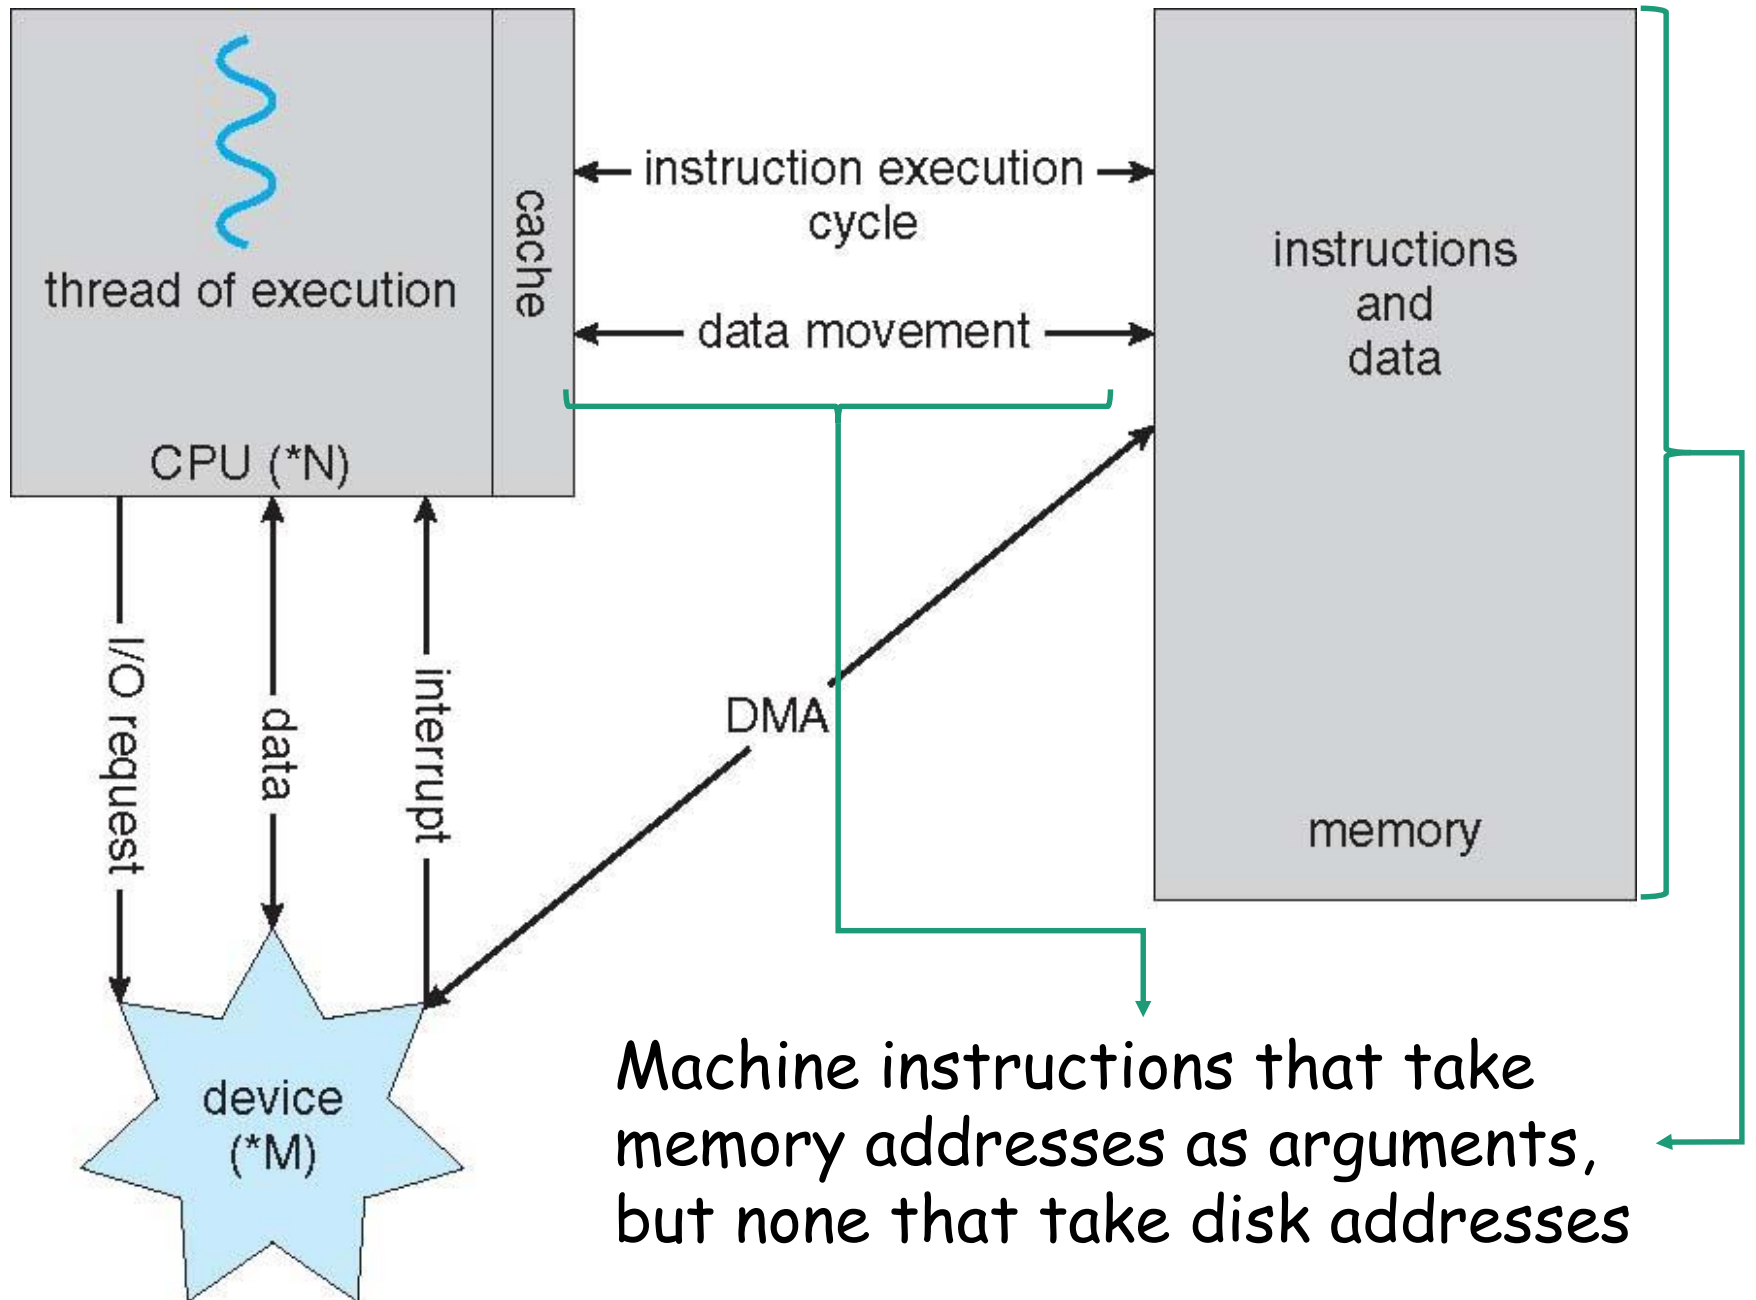 thread of execution
cache
CPU (*N)
instruction execution
cycle
data movement
instructions
and
data
memory
I/O request
data
interrupt
DMA
device
(*M)
Machine instructions that take
memory addresses as arguments,
but none that take disk addresses